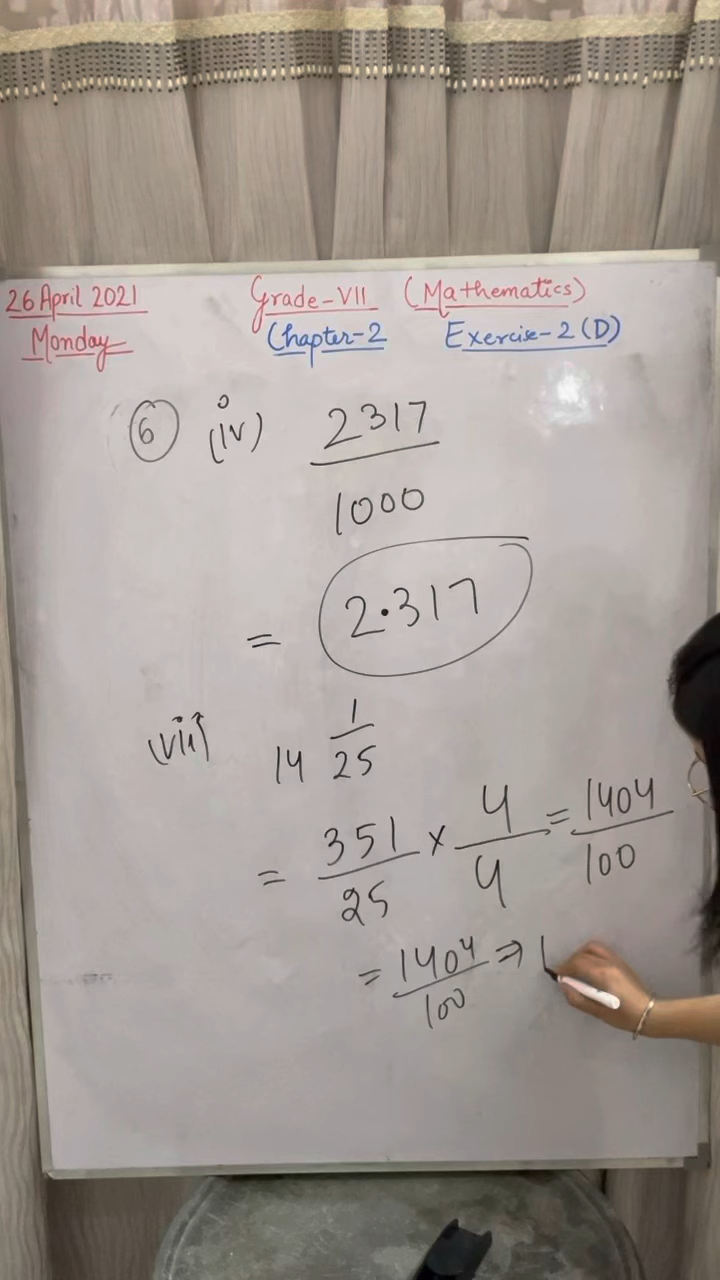 26 April 2021 Grade-VII (Mathematics)
Monday Chapter-2 Exercise-2 (D)
6 (iv) 2317
1000
= 2.317
(vii) 14 1/25
= 351/25 × 4/4 = 1404/100
= 1404/100 ⇒ 1